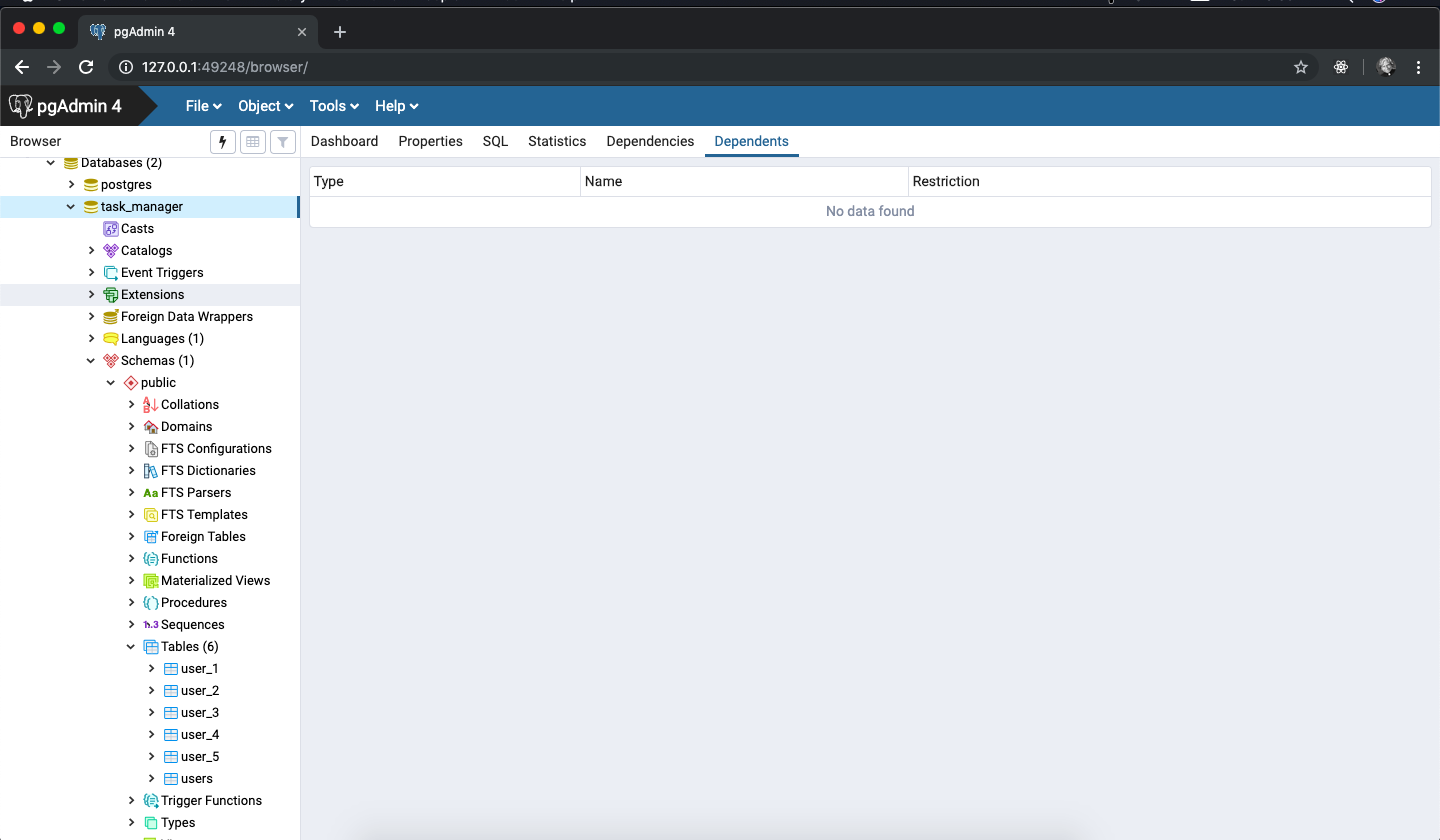 pgAdmin 4
127.0.0.1:49248/browser/
pgAdmin 4 File Object Tools Help
Browser
Dashboard Properties SQL Statistics Dependencies Dependents
Type Name Restriction
No data found
Databases (2)
postgres
task_manager
Casts
Catalogs
Event Triggers
Extensions
Foreign Data Wrappers
Languages (1)
Schemas (1)
public
Collations
Domains
FTS Configurations
FTS Dictionaries
Aa FTS Parsers
FTS Templates
Foreign Tables
Functions
Materialized Views
Procedures
1..3 Sequences
Tables (6)
user_1
user_2
user_3
user_4
user_5
users
Trigger Functions
Types